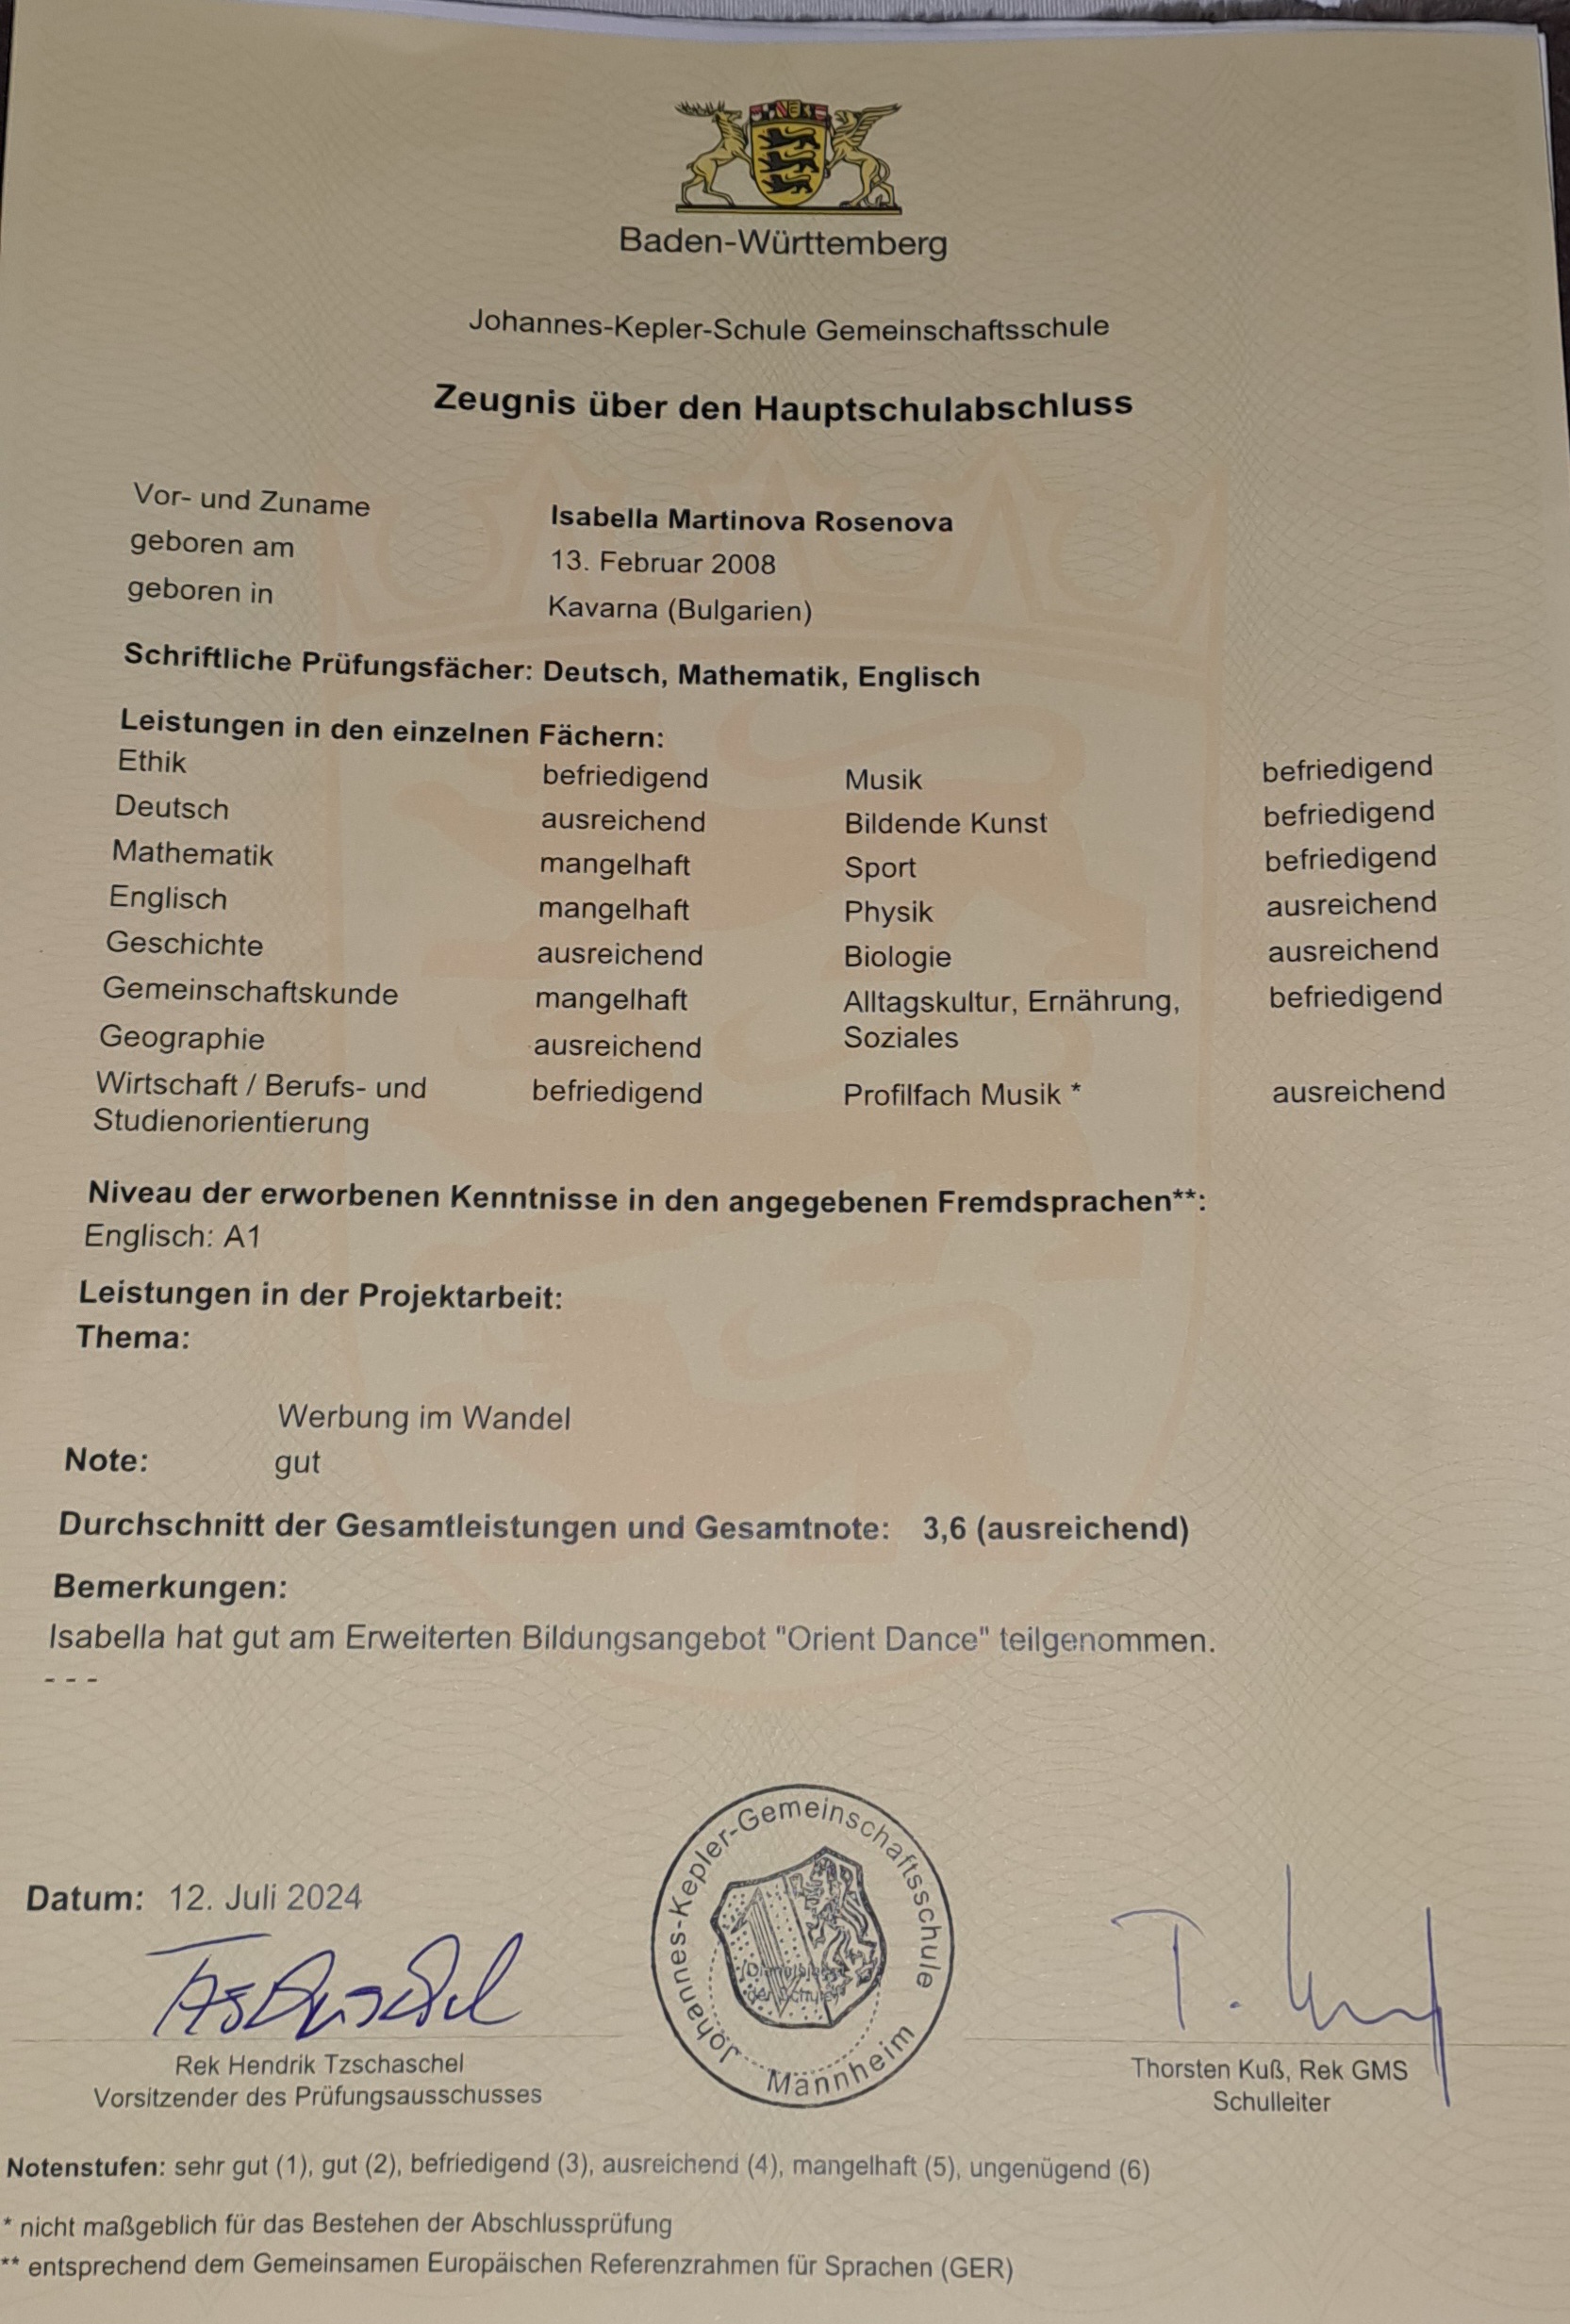 Baden-Württemberg
Johannes-Kepler-Schule Gemeinschaftsschule
Zeugnis über den Hauptschulabschluss
Vor- und Zuname Isabella Martinova Rosenova
geboren am 13. Februar 2008
geboren in Kavarna (Bulgarien)
Schriftliche Prüfungsfächer: Deutsch, Mathematik, Englisch
Leistungen in den einzelnen Fächern:
Ethik befriedigend Musik befriedigend
Deutsch ausreichend Bildende Kunst befriedigend
Mathematik mangelhaft Sport befriedigend
Englisch mangelhaft Physik ausreichend
Geschichte ausreichend Biologie ausreichend
Gemeinschaftskunde mangelhaft Alltagskultur, Ernährung, befriedigend
Geographie ausreichend Soziales
Wirtschaft / Berufs- und befriedigend Profilfach Musik * ausreichend
Studienorientierung
Niveau der erworbenen Kenntnisse in den angegebenen Fremdsprachen**:
Englisch: A1
Leistungen in der Projektarbeit:
Thema:
Werbung im Wandel
Note: gut
Durchschnitt der Gesamtleistungen und Gesamtnote: 3,6 (ausreichend)
Bemerkungen:
Isabella hat gut am Erweiterten Bildungsangebot "Orient Dance" teilgenommen.
- - -
Datum: 12. Juli 2024
Johannes-Kepler-Gemeinschaftsschule
Mannheim
Rek Hendrik Tzschaschel
Vorsitzender des Prüfungsausschusses
Thorsten Kuß, Rek GMS
Schulleiter
Notenstufen: sehr gut (1), gut (2), befriedigend (3), ausreichend (4), mangelhaft (5), ungenügend (6)
* nicht maßgeblich für das Bestehen der Abschlussprüfung
** entsprechend dem Gemeinsamen Europäischen Referenzrahmen für Sprachen (GER)